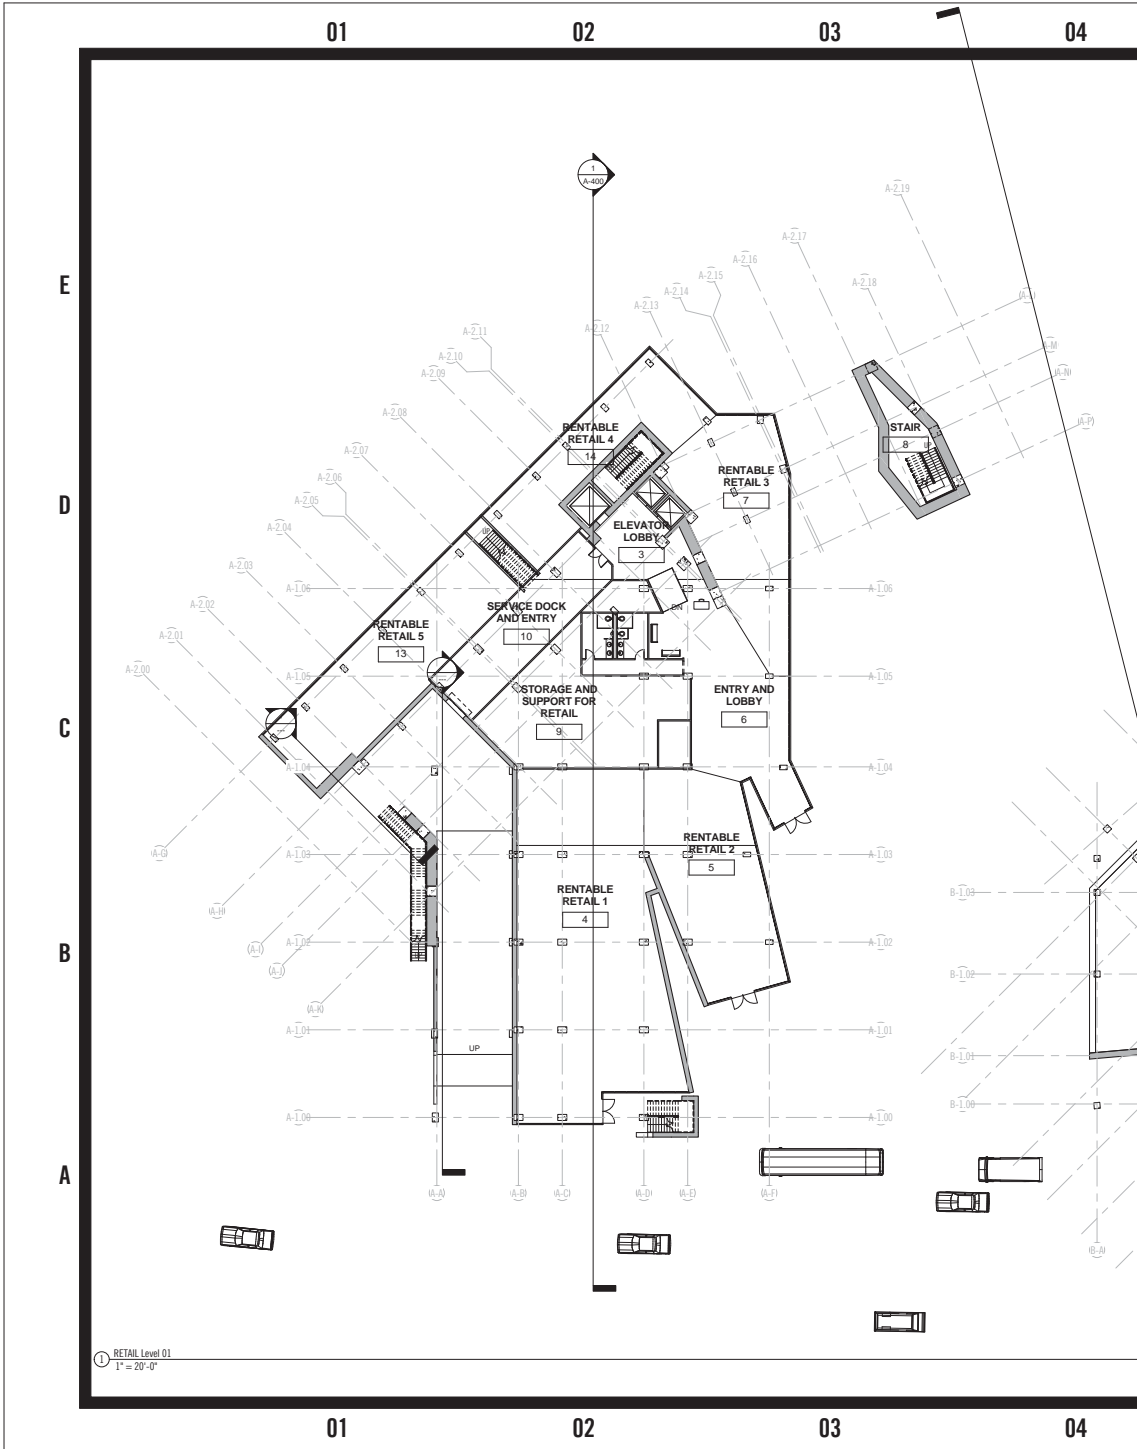 01
02
03
04
1
A-400
A-2.19
A-2.17
A-2.16
A-2.15
A-2.14
A-2.13
A-2.18
A-2.12
A-2.11
A-2.10
A-2.09
A-2.08
A-2.07
A-2.06
A-2.05
A-2.04
A-2.03
A-2.02
A-2.01
A-2.00
E
A-M
A-N
A-P
RENTABLE
RETAIL 4
14
STAIR
8
UP
D
RENTABLE
RETAIL 3
7
ELEVATOR
LOBBY
3
UP
A-1.06
A-1.06
SERVICE DOCK
AND ENTRY
10
DN
RENTABLE
RETAIL 5
13
A-1.05
A-1.05
C
STORAGE AND
SUPPORT FOR
RETAIL
9
ENTRY AND
LOBBY
6
A-1.04
A-1.04
RENTABLE
RETAIL 2
5
A-1.03
A-1.03
A-G
A-H
A-K
RENTABLE
RETAIL 1
4
B-1.03
B
A-1.02
A-1.02
B-1.02
A-1.01
A-1.01
UP
B-1.01
B-1.00
A-1.00
A-1.00
A
A-A
A-B
A-C
A-D
A-E
A-F
B-A
1
RETAIL Level 01
1" = 20'-0"
01
02
03
04